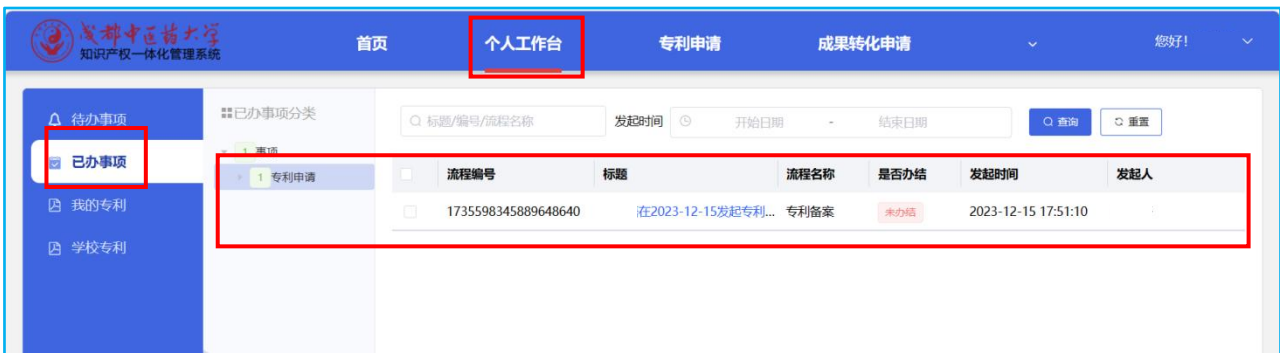 成都中医药大学
知识产权一体化管理系统
首页 个人工作台 专利申请 成果转化申请 您好!
待办事项
已办事项
我的专利
学校专利
已办事项分类
1 事项
1 专利申请
标题/编号/流程名称 发起时间 开始日期 - 结束日期 查询 重置
流程编号 标题 流程名称 是否办结 发起时间 发起人
1735598345889648640 在2023-12-15发起专利... 专利备案 未办结 2023-12-15 17:51:10